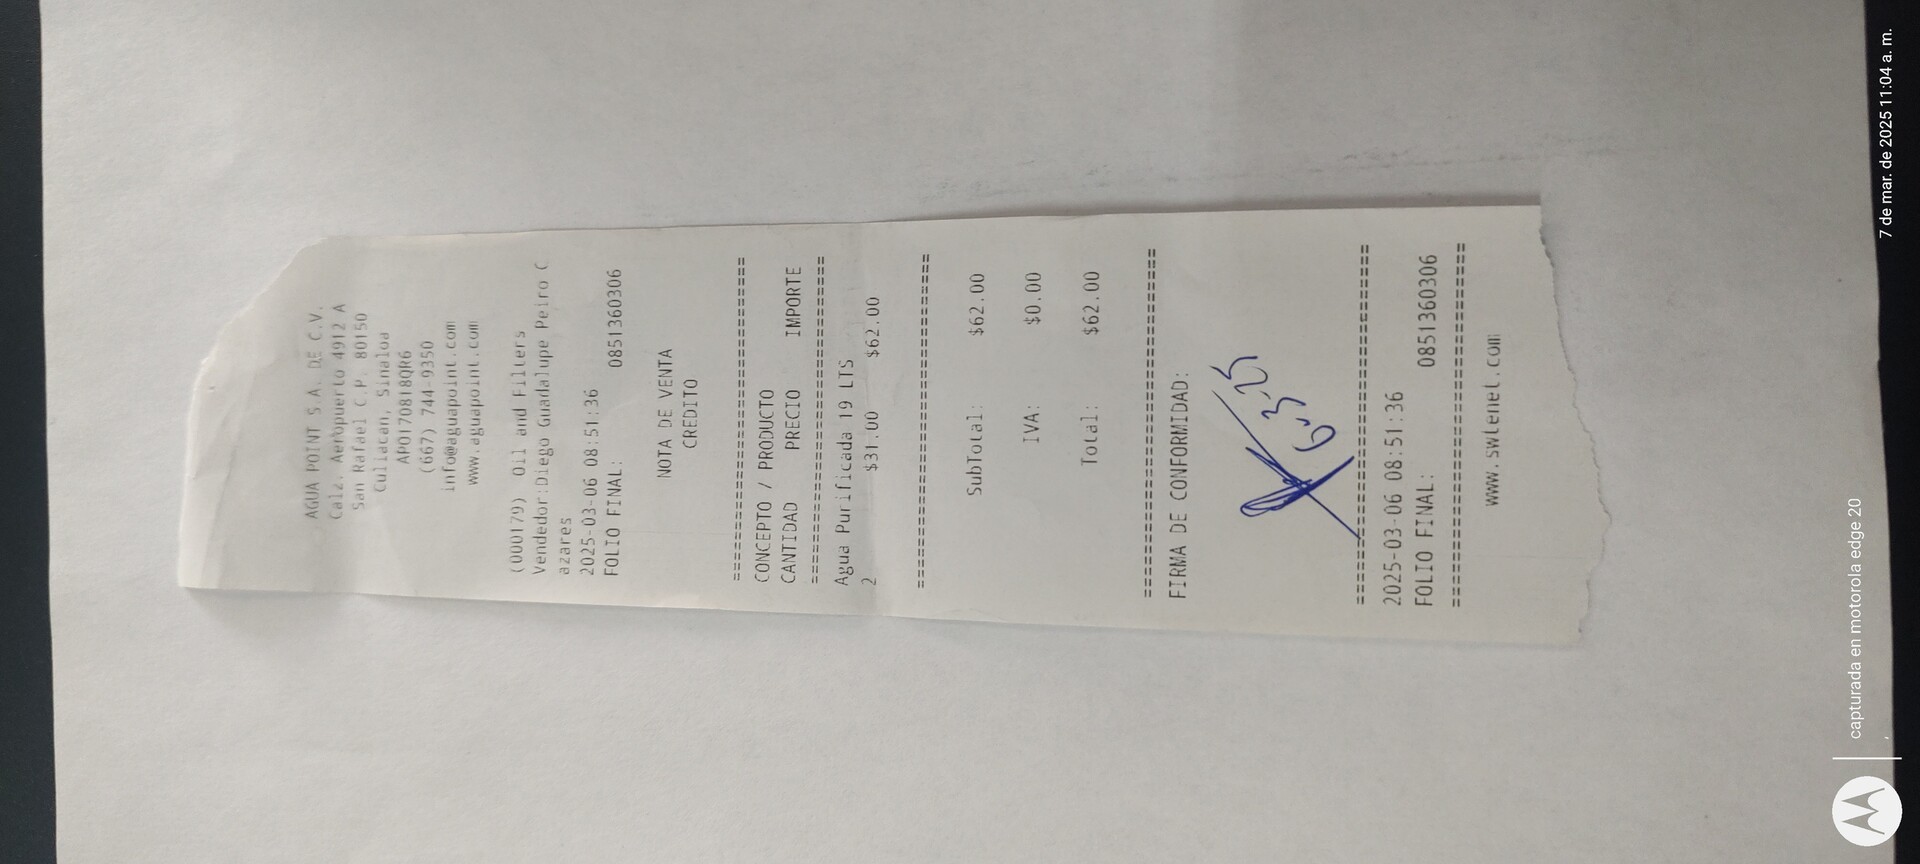 AGUA POINT S.A. DE C.V.
Calz. Aeropuerto 4912 A
San Rafael C.P. 80150
Culiacan, Sinaloa
APO170818QR6
(667) 744-9350
info@aguapoint.com
www.aguapoint.com
(000179) Oil and Filters
Vendedor:Diego Guadalupe Peiro C
azares
2025-03-06 08:51:36
FOLIO FINAL: 0851360306
NOTA DE VENTA
CREDITO
================================
CONCEPTO / PRODUCTO
CANTIDAD PRECIO IMPORTE
================================
Agua Purificada 19 LTS
2 $31.00 $62.00
================================
SubTotal: $62.00
IVA: $0.00
Total: $62.00
================================
FIRMA DE CONFORMIDAD:
6,3,25
================================
2025-03-06 08:51:36
FOLIO FINAL: 0851360306
================================
www.swtenet.com
capturada en motorola edge 20
7 de mar. de 2025 11:04 a. m.